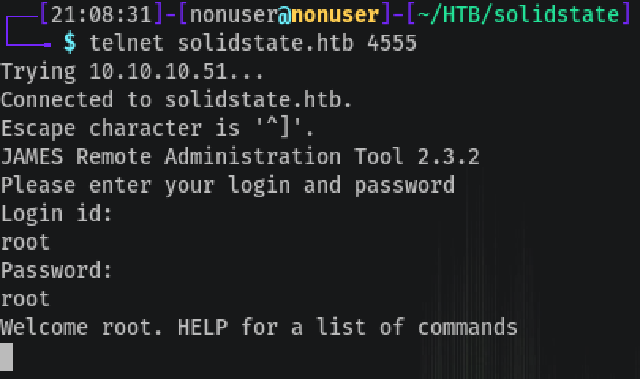 ┌──[21:08:31]-[nonuser@nonuser]-[~/HTB/solidstate]
└─ $ telnet solidstate.htb 4555
Trying 10.10.10.51...
Connected to solidstate.htb.
Escape character is '^]'.
JAMES Remote Administration Tool 2.3.2
Please enter your login and password
Login id:
root
Password:
root
Welcome root. HELP for a list of commands